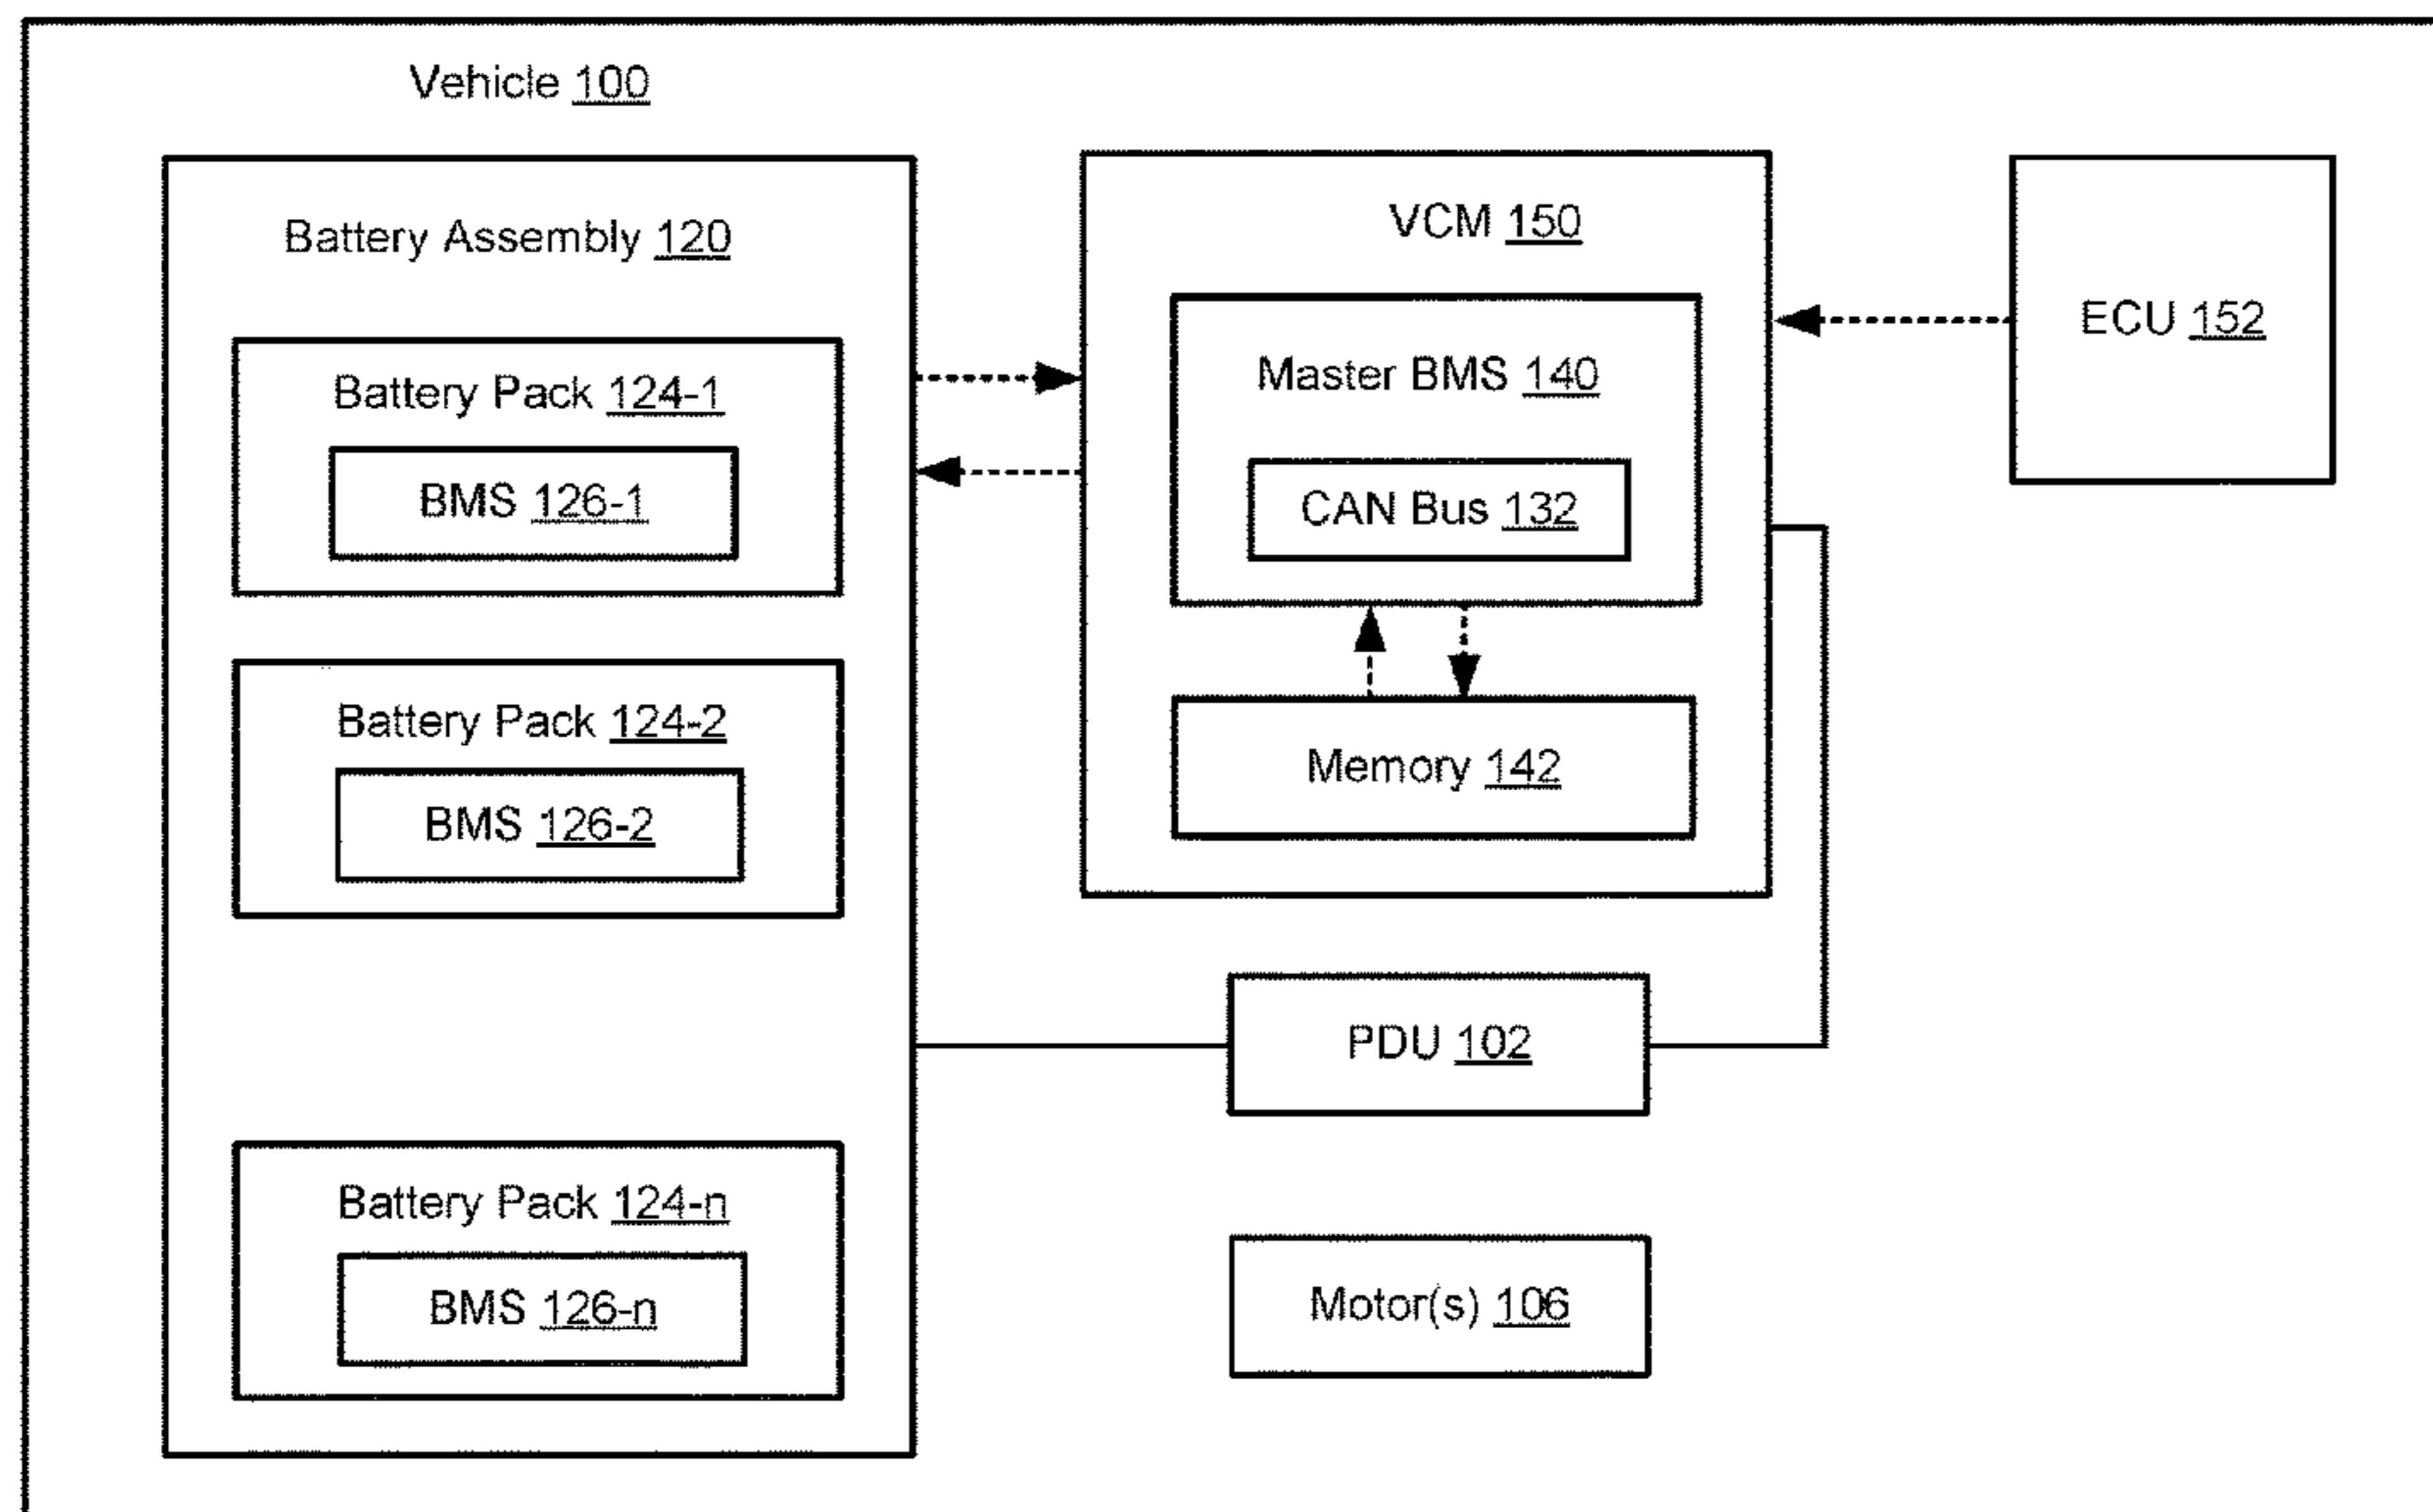 Vehicle 100
Battery Assembly 120
Battery Pack 124-1
BMS 126-1
Battery Pack 124-2
BMS 126-2
Battery Pack 124-n
BMS 126-n
VCM 150
Master BMS 140
CAN Bus 132
Memory 142
ECU 152
PDU 102
Motor(s) 106